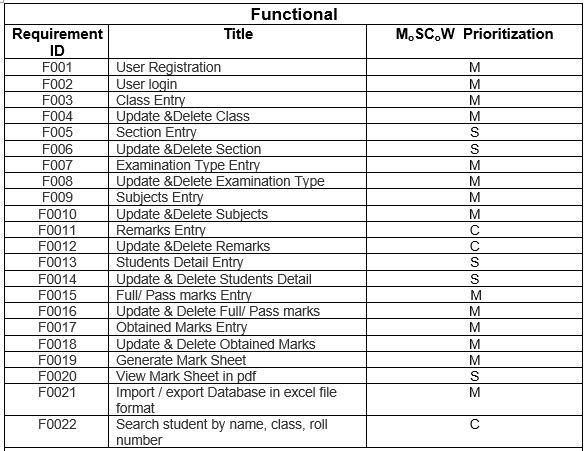 Functional
Requirement ID Title MoSCoW Prioritization
F001 User Registration M
F002 User login M
F003 Class Entry M
F004 Update &Delete Class M
F005 Section Entry S
F006 Update &Delete Section S
F007 Examination Type Entry M
F008 Update &Delete Examination Type M
F009 Subjects Entry M
F0010 Update &Delete Subjects M
F0011 Remarks Entry C
F0012 Update &Delete Remarks C
F0013 Students Detail Entry S
F0014 Update & Delete Students Detail S
F0015 Full/ Pass marks Entry M
F0016 Update & Delete Full/ Pass marks M
F0017 Obtained Marks Entry M
F0018 Update & Delete Obtained Marks M
F0019 Generate Mark Sheet M
F0020 View Mark Sheet in pdf S
F0021 Import / export Database in excel file M
format
F0022 Search student by name, class, roll C
number